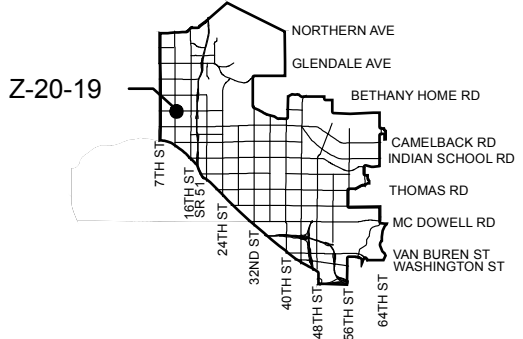 NORTHERN AVE
GLENDALE AVE
Z-20-19
BETHANY HOME RD
CAMELBACK RD
INDIAN SCHOOL RD
THOMAS RD
MC DOWELL RD
VAN BUREN ST
WASHINGTON ST
7TH ST
16TH ST
SR 51
24TH ST
32ND ST
40TH ST
48TH ST
56TH ST
64TH ST